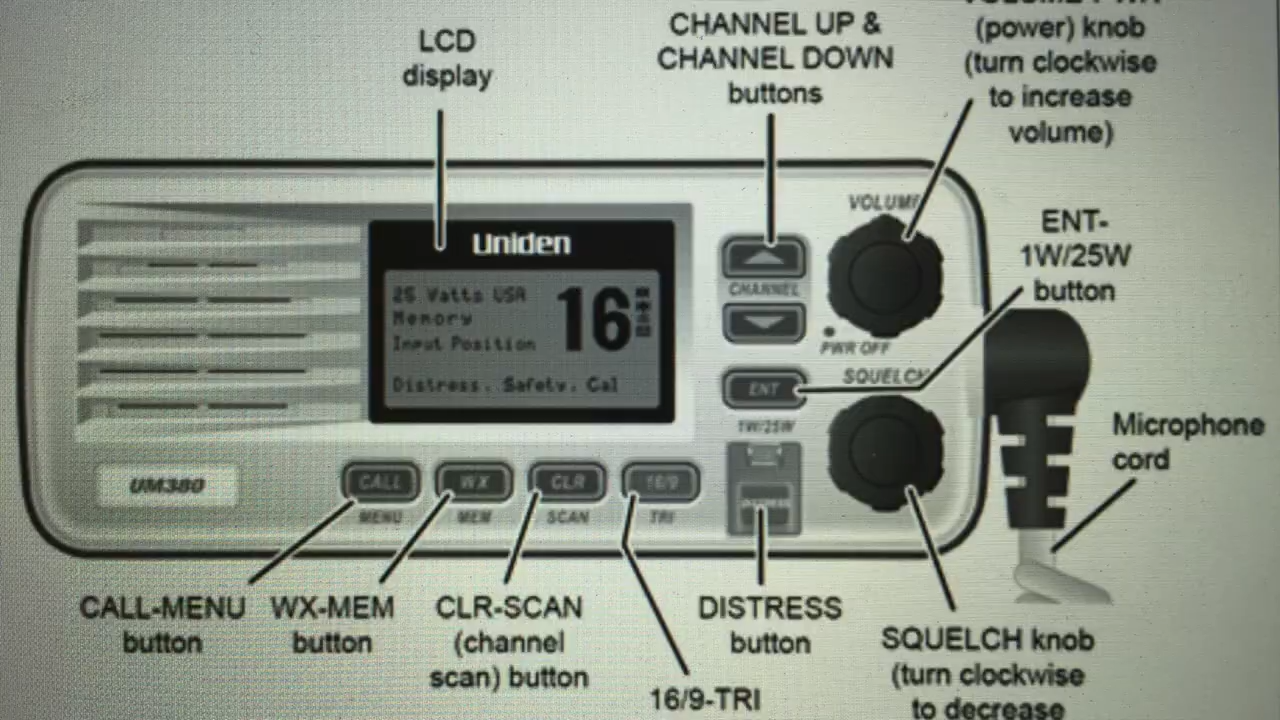 LCD
display
CHANNEL UP &
CHANNEL DOWN
buttons
(power) knob
(turn clockwise
to increase
volume)
ENT-
1W/25W
button
Microphone
cord
VOLUME
Uniden
25 Watts USA
Memory
Input Position
16
Distress, Safety, Cal
CHANNEL
PWR OFF
SQUELCH
ENT
1W/25W
UM380
CALL
WX
CLR
16/9
MENU
MEM
SCAN
TRI
CALL-MENU
button
WX-MEM
button
CLR-SCAN
(channel
scan) button
16/9-TRI
DISTRESS
button
SQUELCH knob
(turn clockwise
to decrease